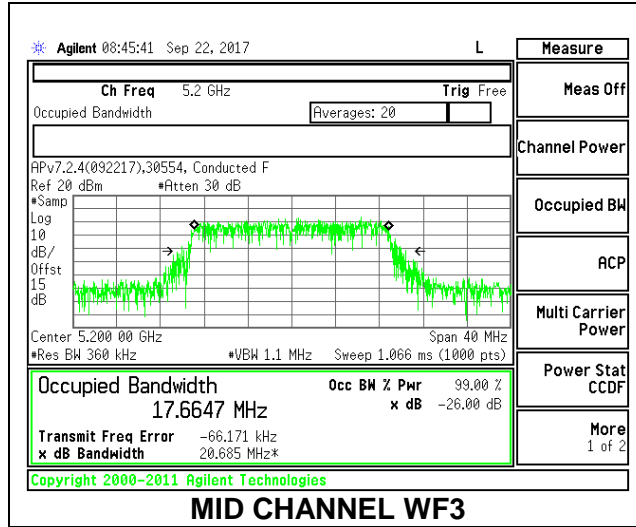 Agilent 08:45:41 Sep 22, 2017 L
Measure
Ch Freq 5.2 GHz Trig Free
Occupied Bandwidth Averages: 20
Meas Off
Channel Power
Occupied BW
ACP
Multi Carrier
Power
Power Stat
CCDF
More
1 of 2
APv7.2.4(092217),30554, Conducted F
Ref 20 dBm #Atten 30 dB
#Samp
Log
10
dB/
Offst
15
dB
Center 5.200 00 GHz Span 40 MHz
#Res BW 360 kHz #VBW 1.1 MHz Sweep 1.066 ms (1000 pts)
Occupied Bandwidth Occ BW % Pwr 99.00 %
17.6647 MHz x dB -26.00 dB
Transmit Freq Error -66.171 kHz
x dB Bandwidth 20.685 MHz*
Copyright 2000-2011 Agilent Technologies
MID CHANNEL WF3